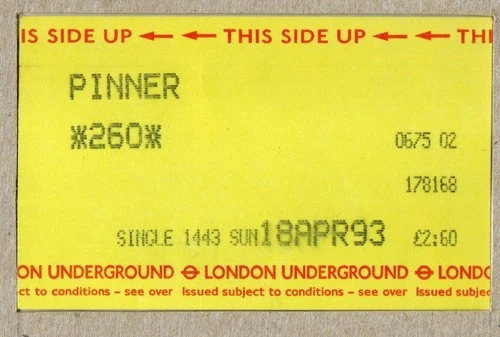 IS SIDE UP ← ← THIS SIDE UP ← ← THI
PINNER
*260*
0675 02
178168
SINGLE 1443 SUN 18APR93 £2:60
ON UNDERGROUND LONDON UNDERGROUND LONDO
ct to conditions – see over Issued subject to conditions – see over Issued subjec